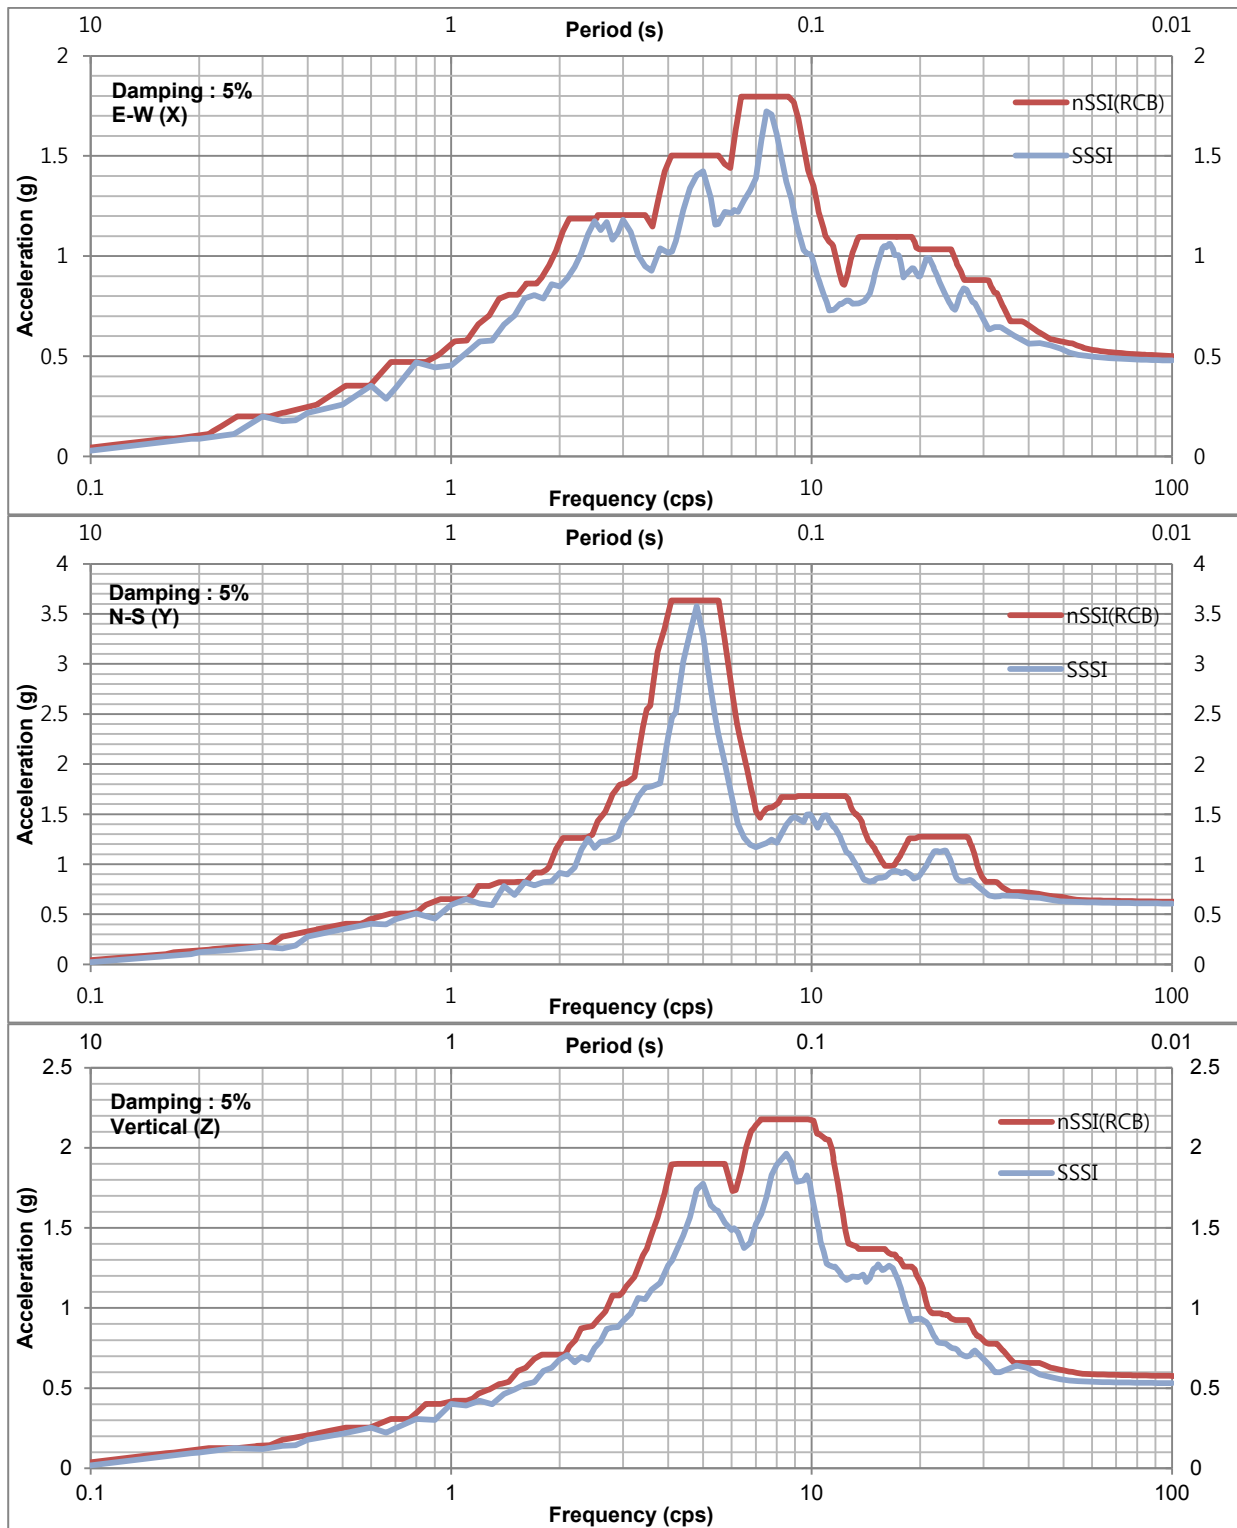 10 1 0.1 0.01
Period (s)
2 2
Damping : 5%
E-W (X)
nSSI(RCB)
SSSI
1.5 1.5
1 1
0.5 0.5
0 0
Acceleration (g)
0.1 1 10 100
Frequency (cps)
10 1 0.1 0.01
Period (s)
4 4
Damping : 5%
N-S (Y)
nSSI(RCB)
SSSI
3.5 3.5
3 3
2.5 2.5
2 2
1.5 1.5
1 1
0.5 0.5
0 0
Acceleration (g)
0.1 1 10 100
Frequency (cps)
10 1 0.1 0.01
Period (s)
2.5 2.5
Damping : 5%
Vertical (Z)
nSSI(RCB)
SSSI
2 2
1.5 1.5
1 1
0.5 0.5
0 0
Acceleration (g)
0.1 1 10 100
Frequency (cps)